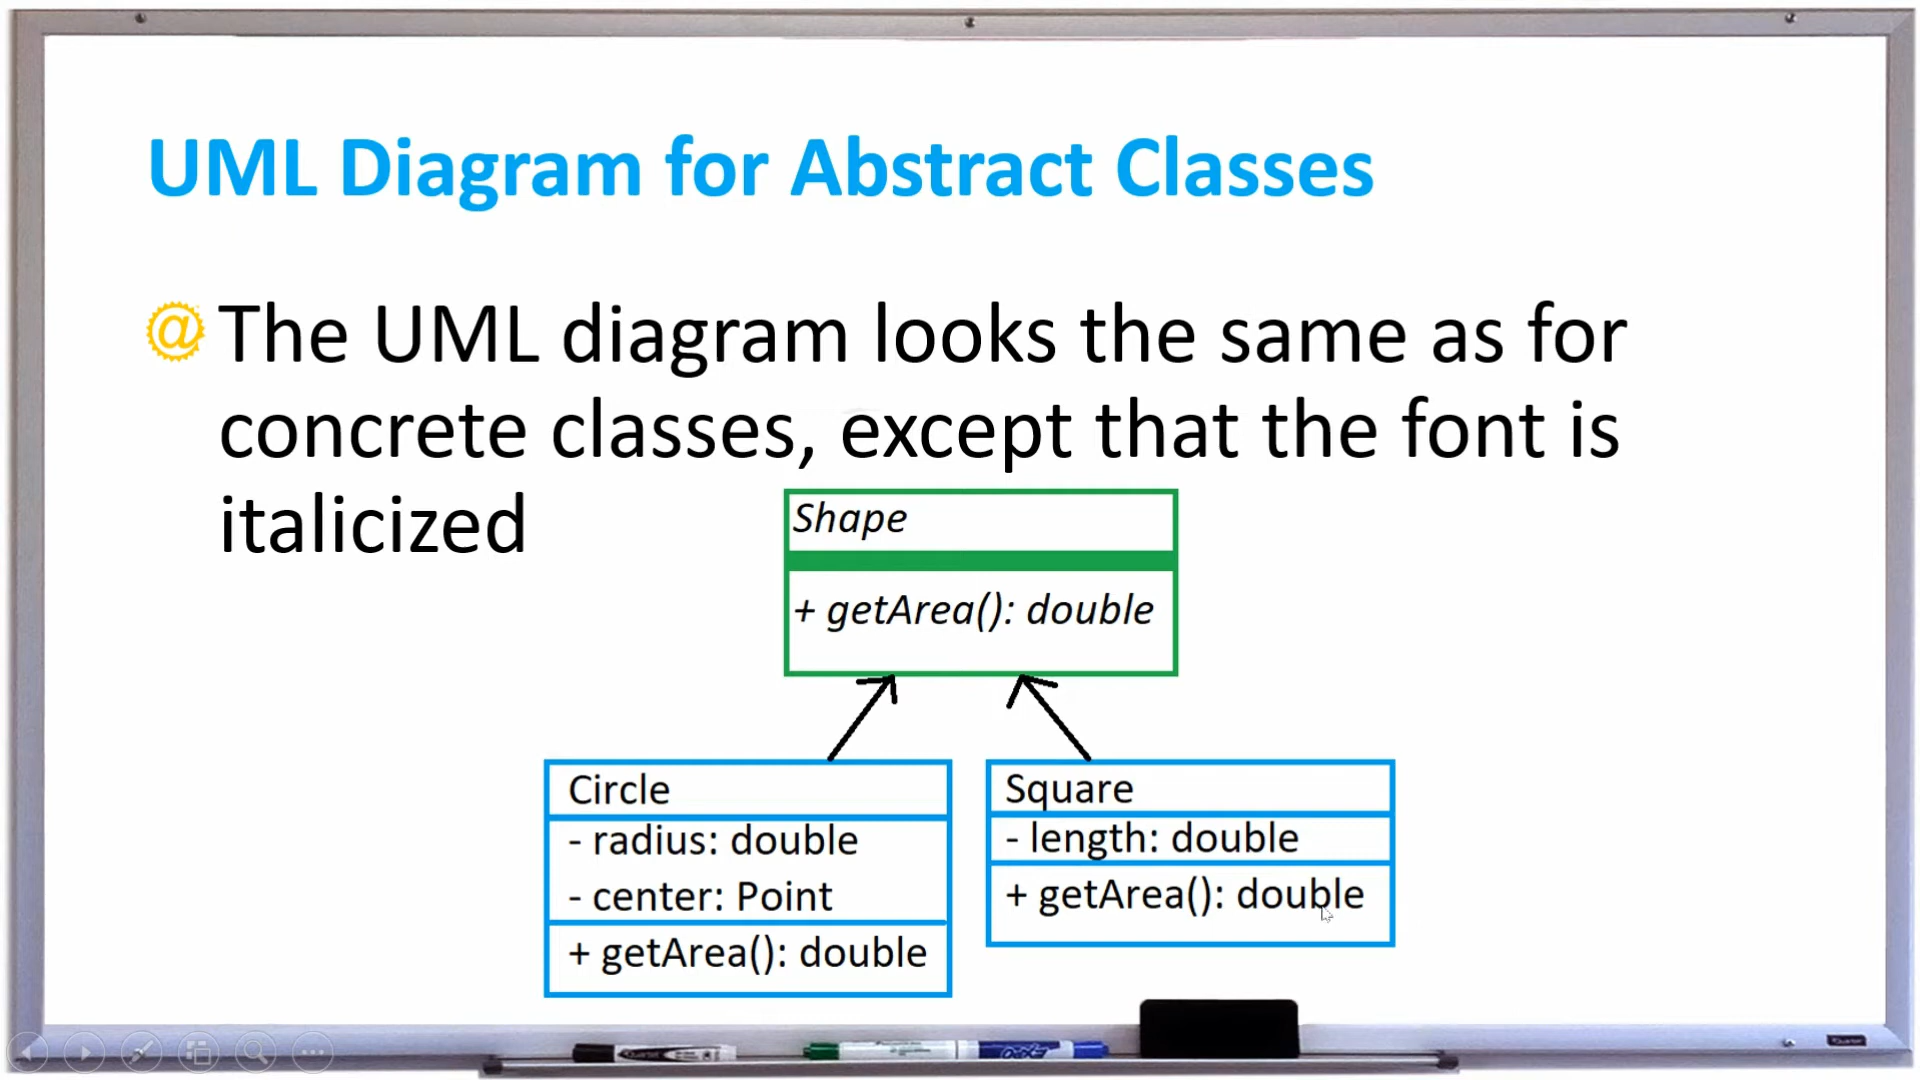 UML Diagram for Abstract Classes
@ The UML diagram looks the same as for
concrete classes, except that the font is
italicized
Shape
+ getArea(): double
Circle
- radius: double
- center: Point
+ getArea(): double
Square
- length: double
+ getArea(): double